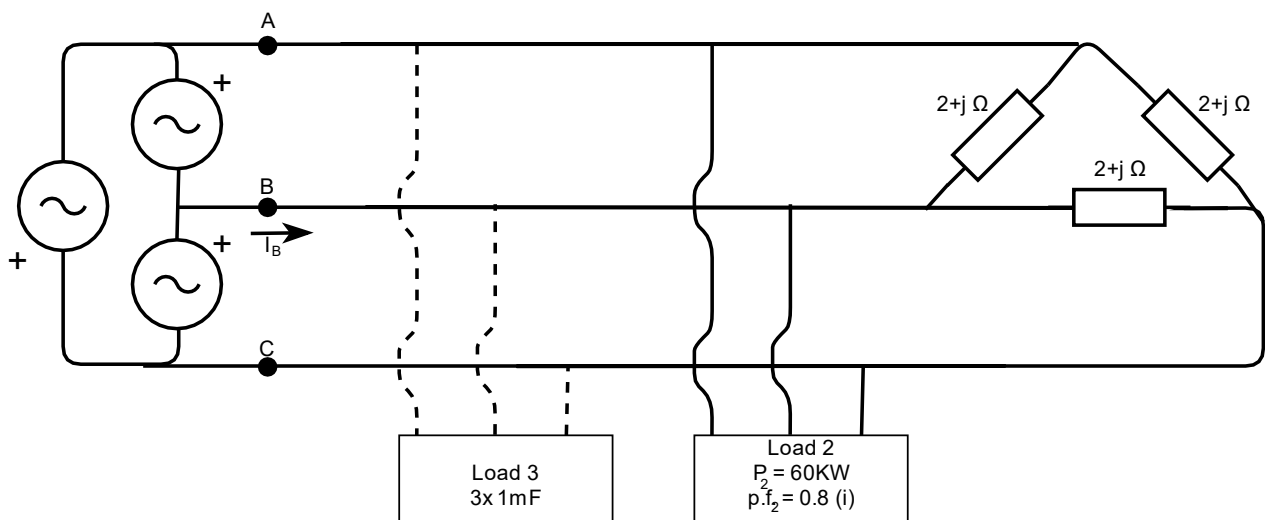 A
+
2+j Ω
2+j Ω
2+j Ω
B
+
I_B
+
C
Load 3
3x 1mF
Load 2
P_2 = 60KW
p.f_2 = 0.8 (i)